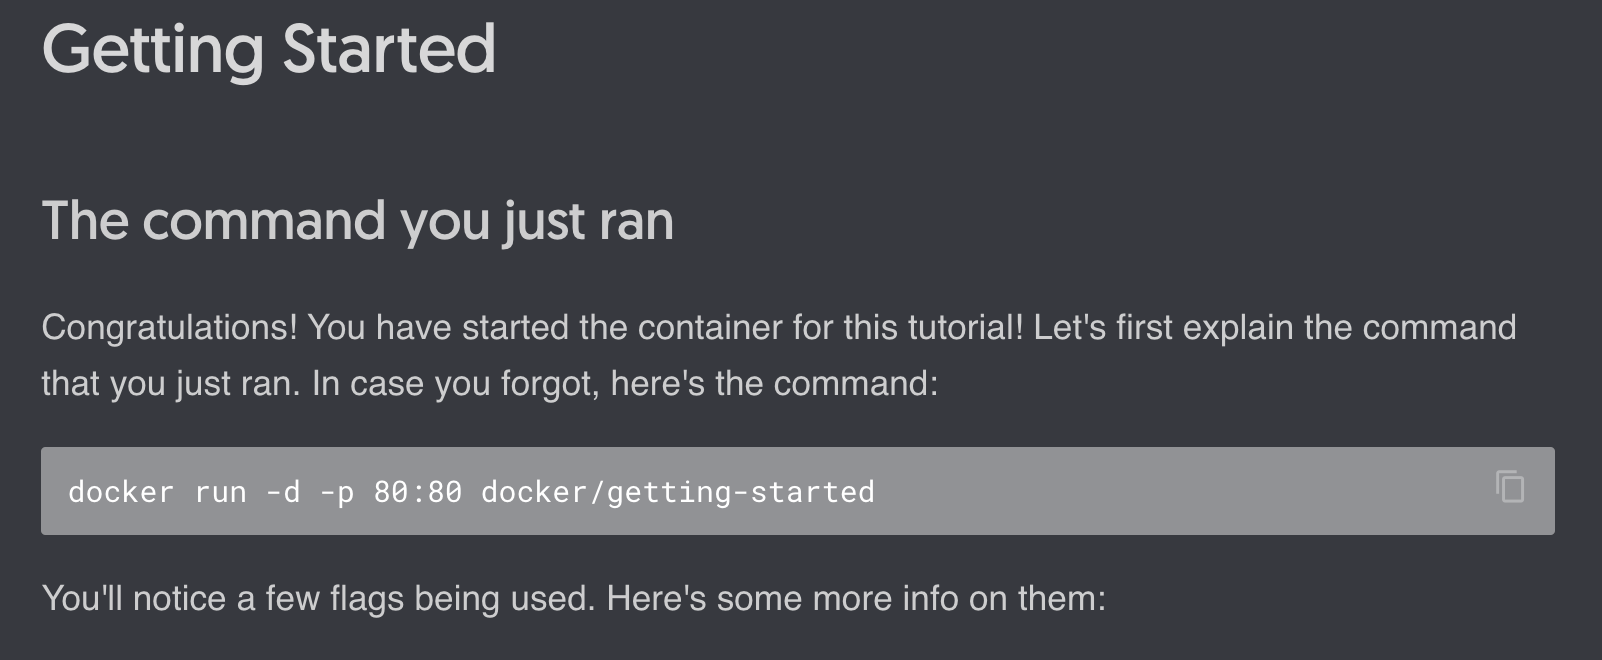 Getting Started
The command you just ran
Congratulations! You have started the container for this tutorial! Let's first explain the command
that you just ran. In case you forgot, here's the command:
docker run -d -p 80:80 docker/getting-started
You'll notice a few flags being used. Here's some more info on them: